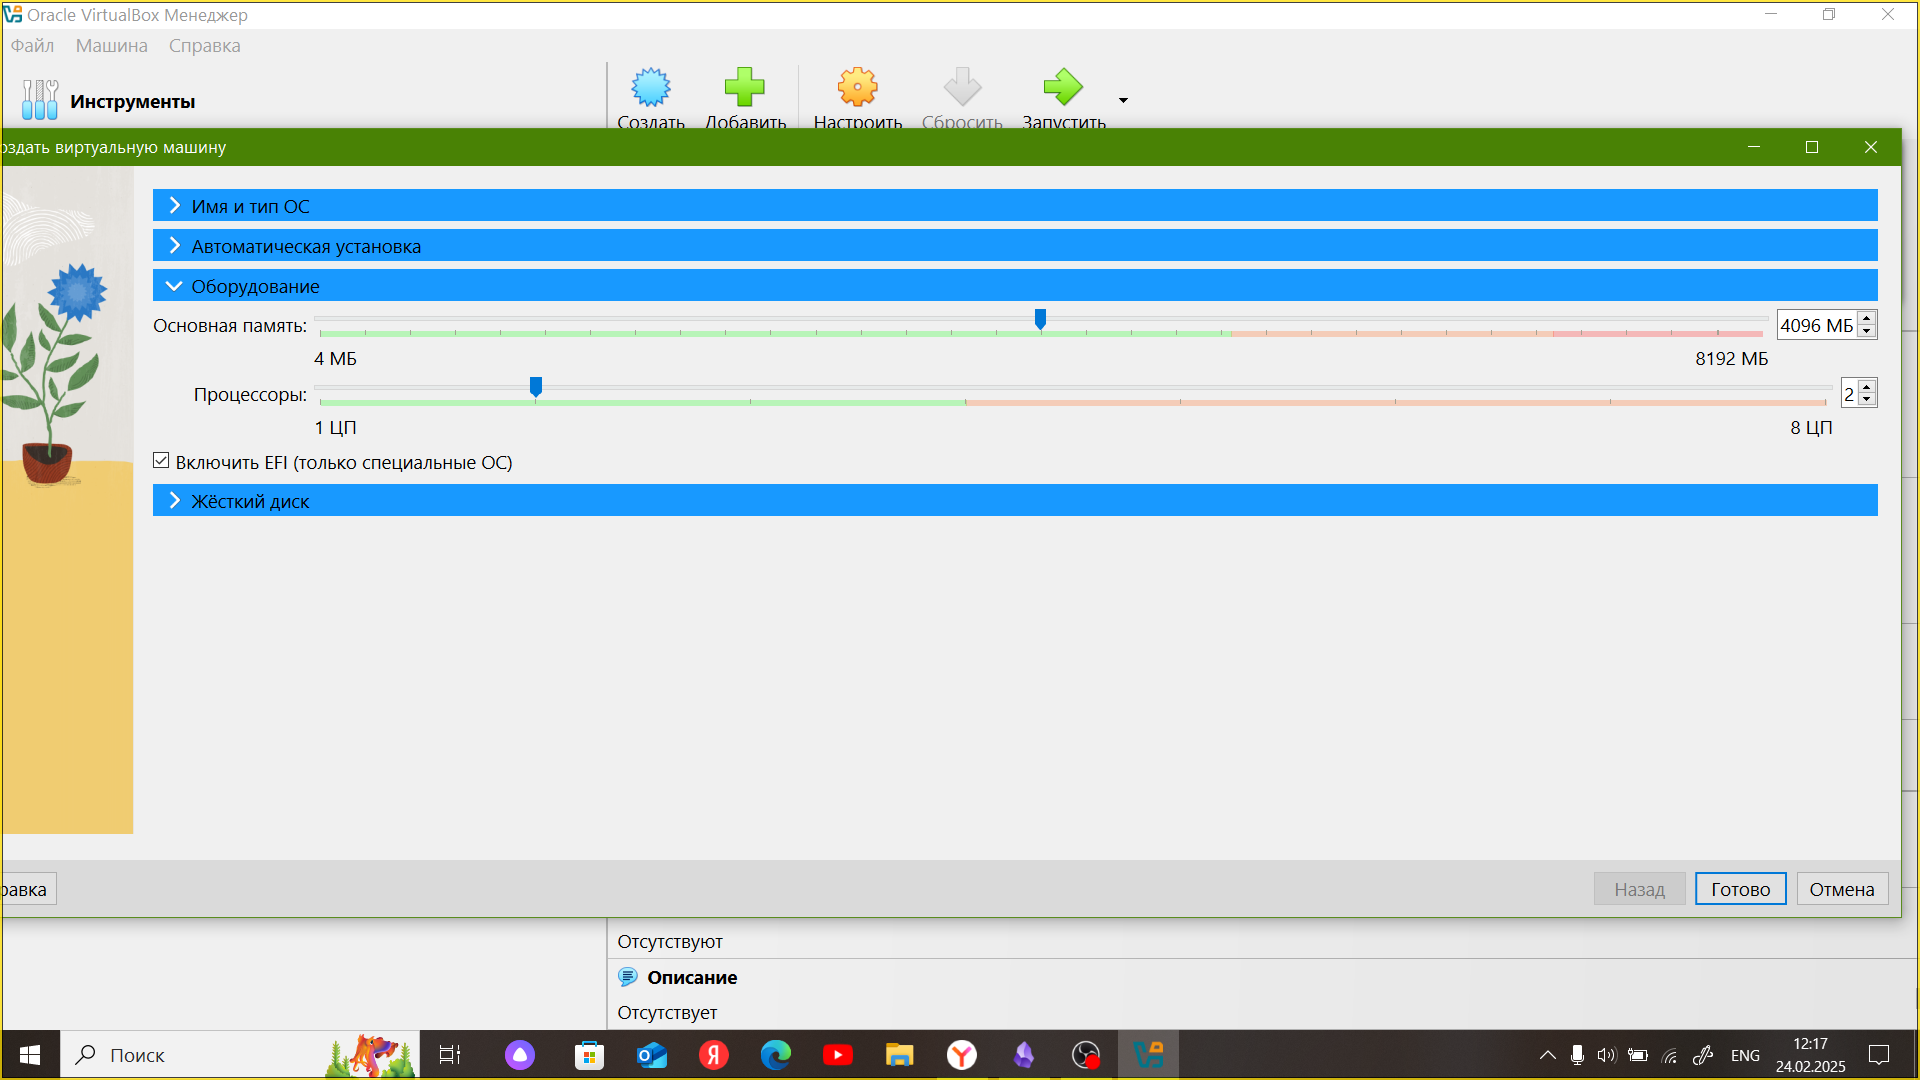 Oracle VirtualBox Менеджер
Файл Машина Справка
Инструменты
Создать Добавить Настроить Сбросить Запустить
оздать виртуальную машину
Имя и тип ОС
Автоматическая установка
Оборудование
Основная память: 4096 МБ
4 МБ 8192 МБ
Процессоры: 2
1 ЦП 8 ЦП
Включить EFI (только специальные ОС)
Жёсткий диск
равка Назад Готово Отмена
Отсутствуют
Описание
Отсутствует
Поиск
ENG
12:17
24.02.2025